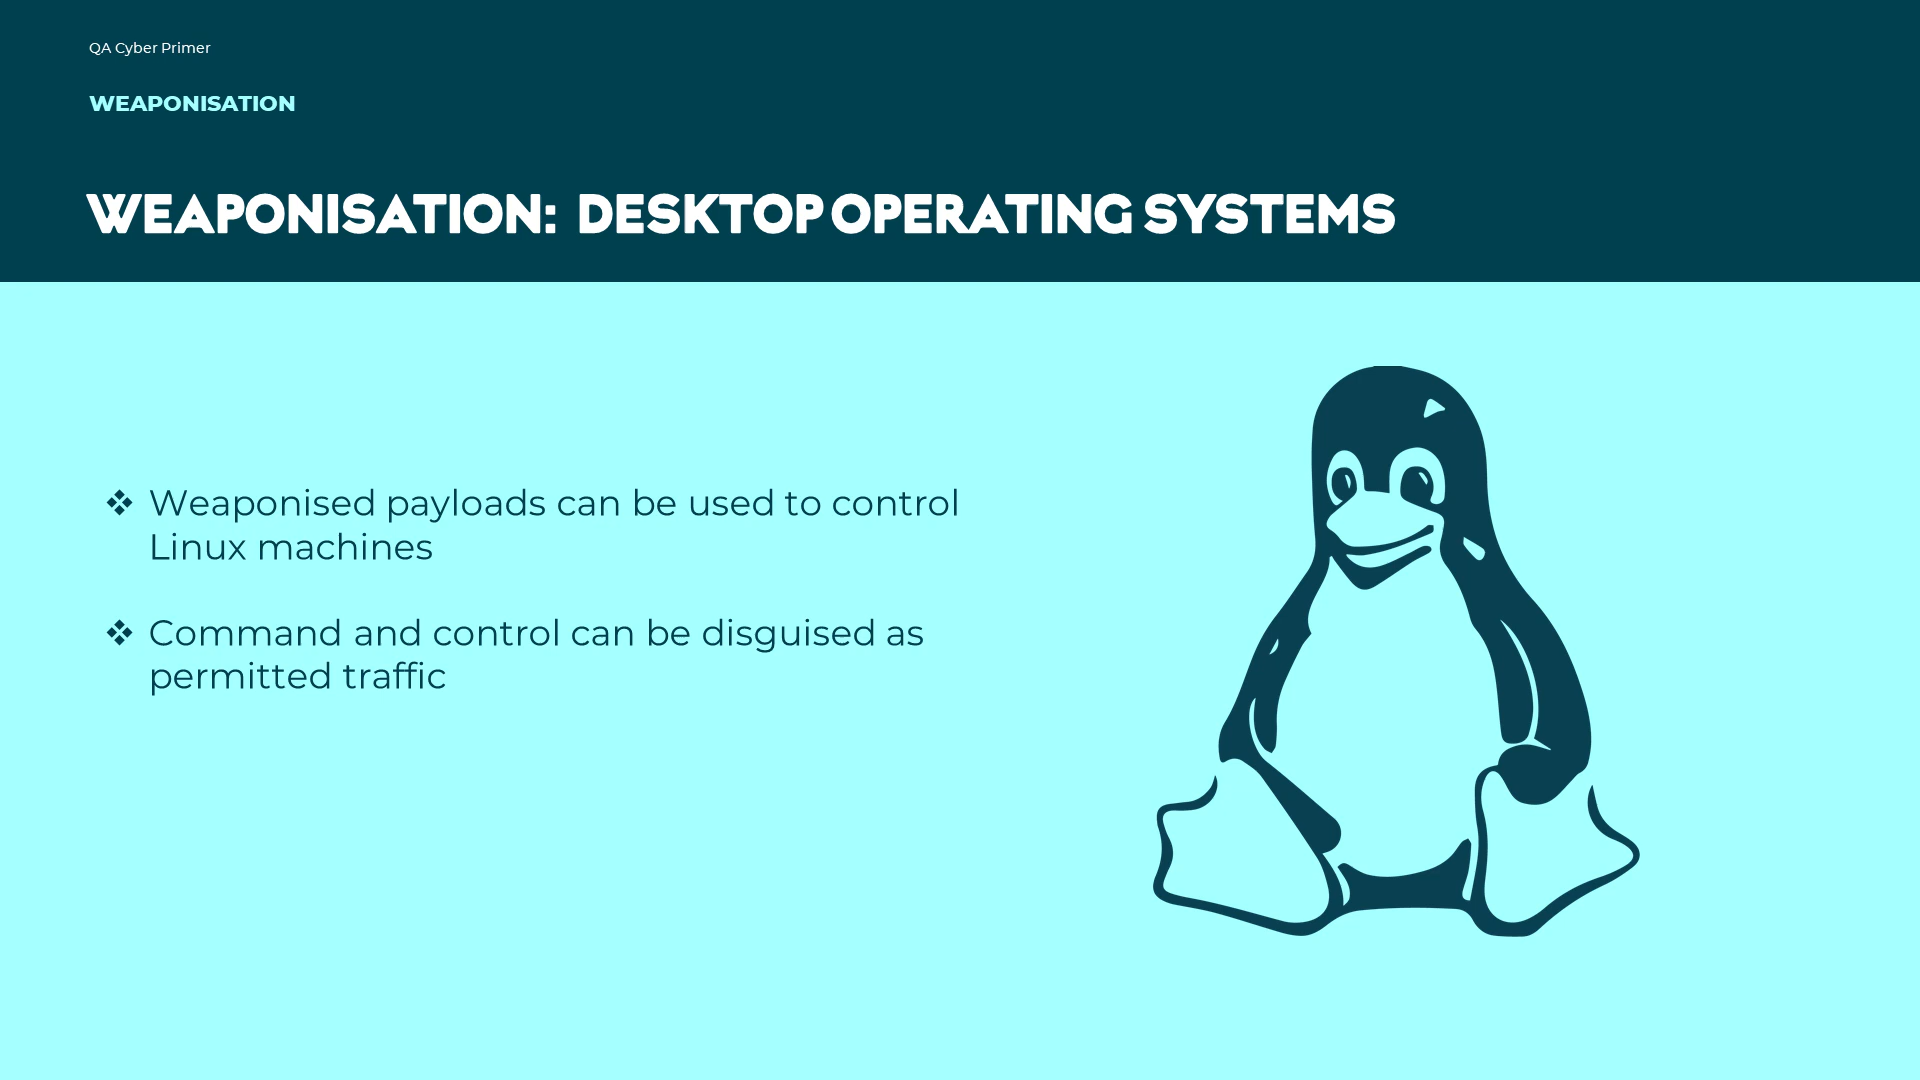 QA Cyber Primer
WEAPONISATION
WEAPONISATION: DESKTOP OPERATING SYSTEMS
❖ Weaponised payloads can be used to control
Linux machines
❖ Command and control can be disguised as
permitted traffic